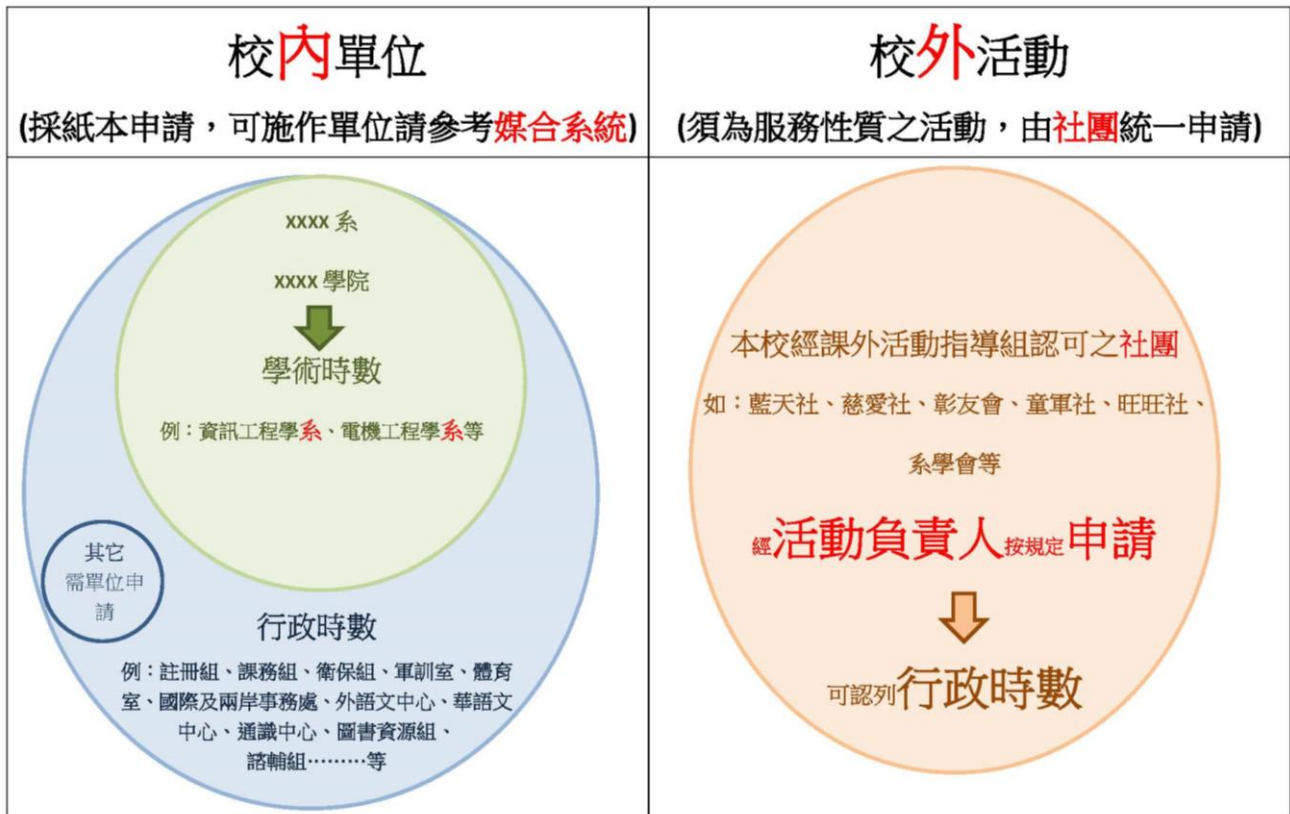 校內單位
(採紙本申請，可施作單位請參考媒合系統)
xxxx 系
xxxx 學院
學術時數
例：資訊工程學系、電機工程學系等
其它
需單位申
請
行政時數
例：註冊組、課務組、衛保組、軍訓室、體育
室、國際及兩岸事務處、外語文中心、華語文
中心、通識中心、圖書資源組、
諮輔組………等
校外活動
(須為服務性質之活動，由社團統一申請)
本校經課外活動指導組認可之社團
如：藍天社、慈愛社、彰友會、童軍社、旺旺社、
系學會等
經活動負責人按規定申請
可認列行政時數